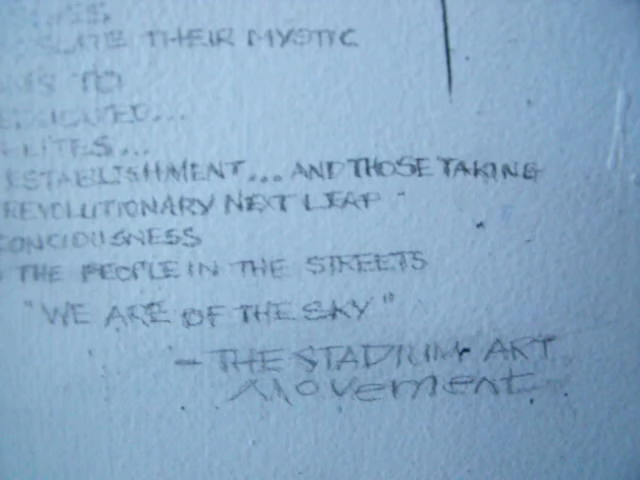 THEIR MYSTIC
TO
ESTABLISHMENT... AND THOSE TAKING
REVOLUTIONARY NEXT LEAP "
CONCIOUSNESS
THE PEOPLE IN THE STREETS
"WE ARE OF THE SKY"
- THE STADIUM ART
Movement